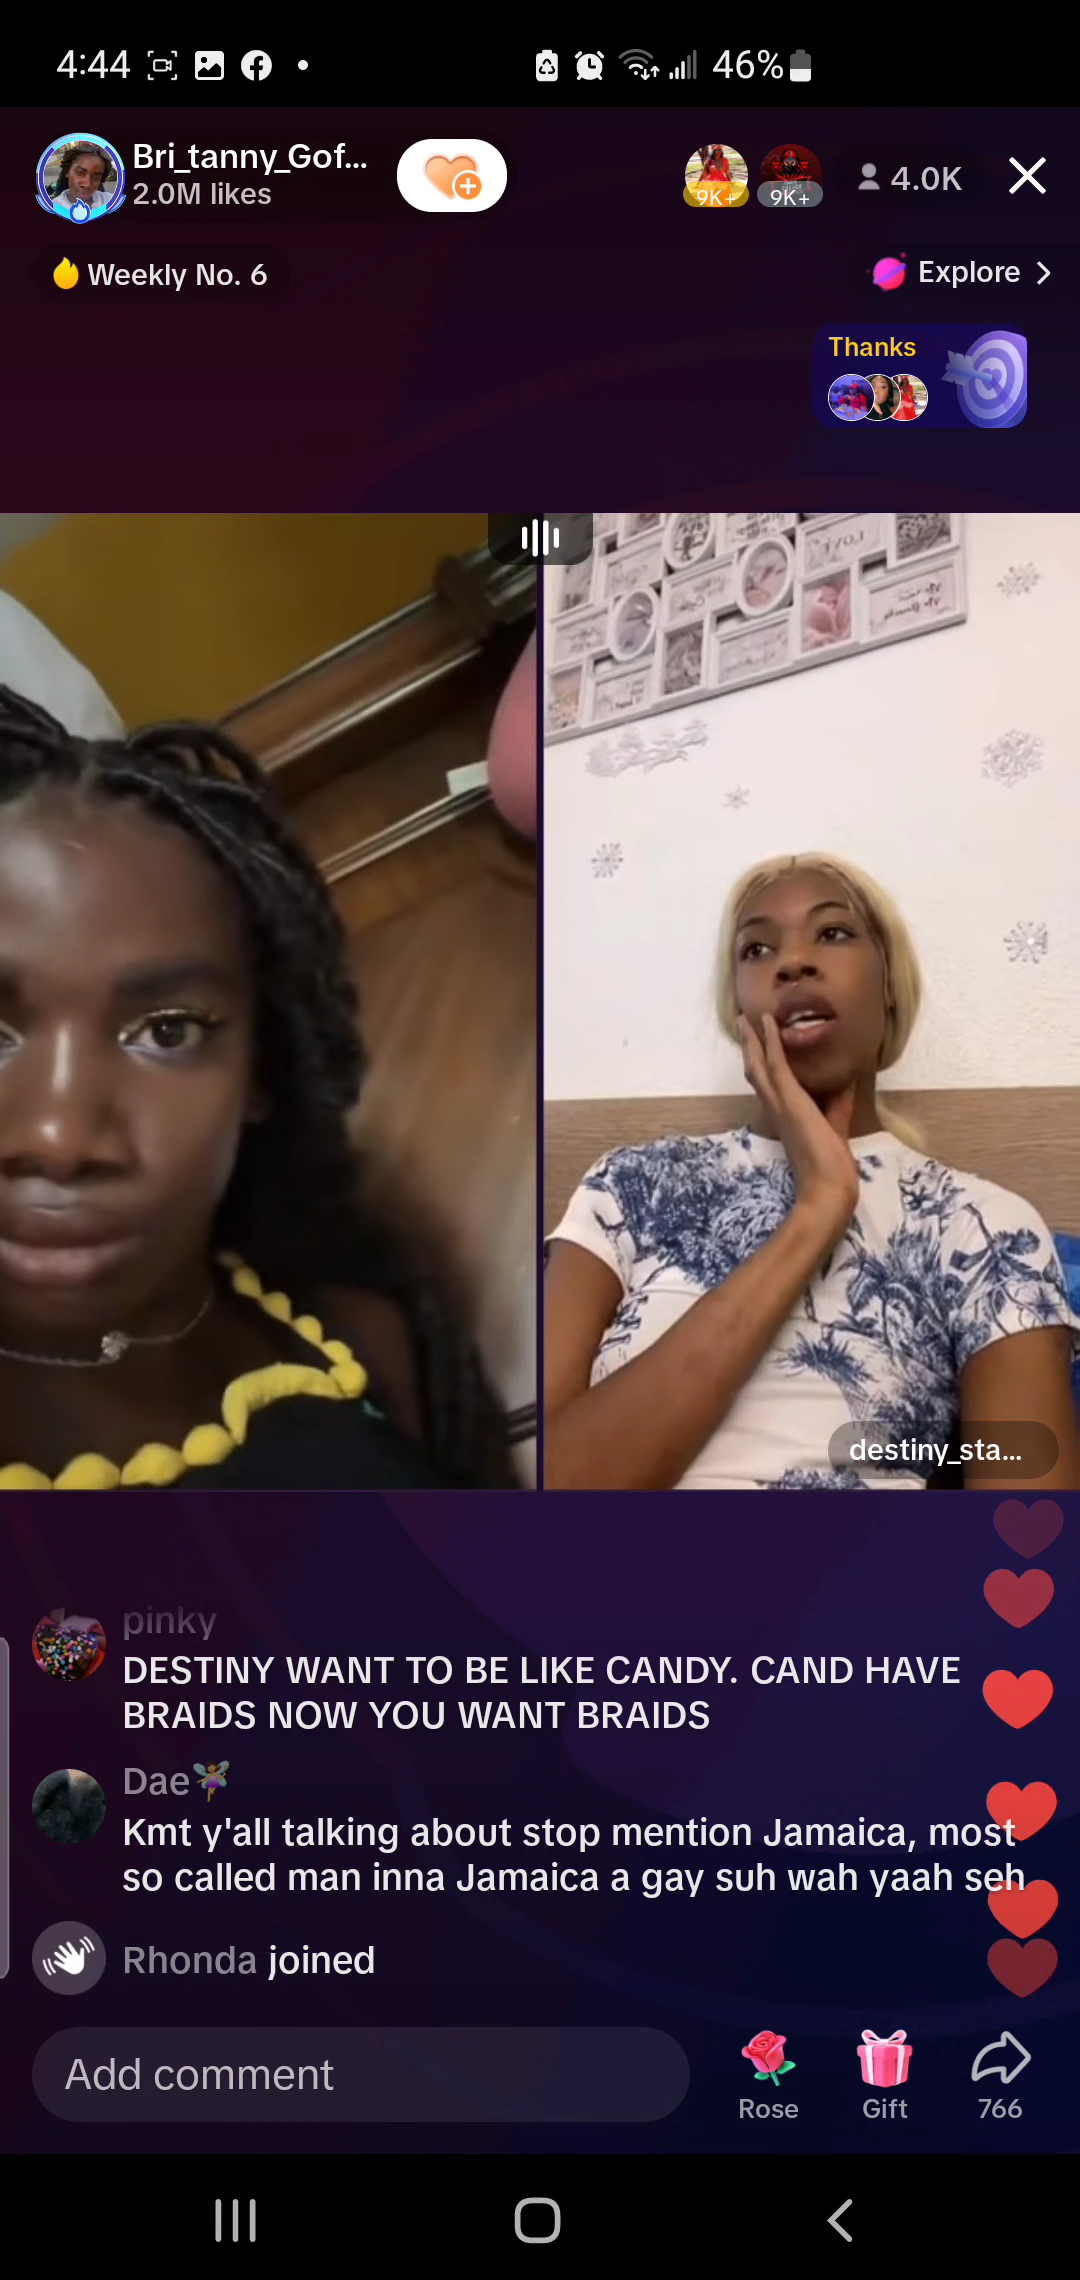 4:44
46%
Bri_tanny_Gof...
2.0M likes
9K+
9K+
4.0K
Weekly No. 6
Explore
Thanks
destiny_sta...
pinky
DESTINY WANT TO BE LIKE CANDY. CAND HAVE
BRAIDS NOW YOU WANT BRAIDS
Dae
Kmt y'all talking about stop mention Jamaica, most
so called man inna Jamaica a gay suh wah yaah seh
Rhonda joined
Add comment
Rose
Gift
766